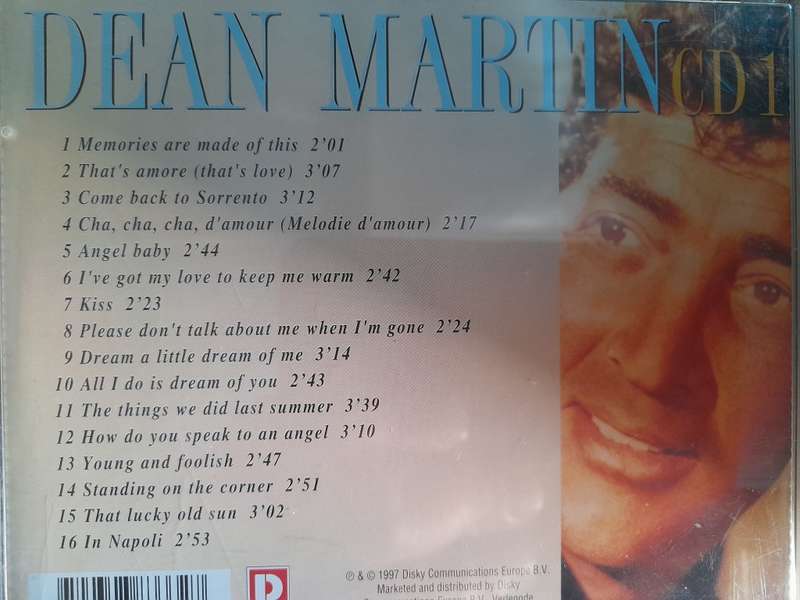 DEAN MARTIN CD 1
1 Memories are made of this 2'01
2 That's amore (that's love) 3'07
3 Come back to Sorrento 3'12
4 Cha, cha, cha, d'amour (Melodie d'amour) 2'17
5 Angel baby 2'44
6 I've got my love to keep me warm 2'42
7 Kiss 2'23
8 Please don't talk about me when I'm gone 2'24
9 Dream a little dream of me 3'14
10 All I do is dream of you 2'43
11 The things we did last summer 3'39
12 How do you speak to an angel 3'10
13 Young and foolish 2'47
14 Standing on the corner 2'51
15 That lucky old sun 3'02
16 In Napoli 2'53
D
℗ & © 1997 Disky Communications Europe B.V.
Marketed and distributed by Disky
Europe B.V.